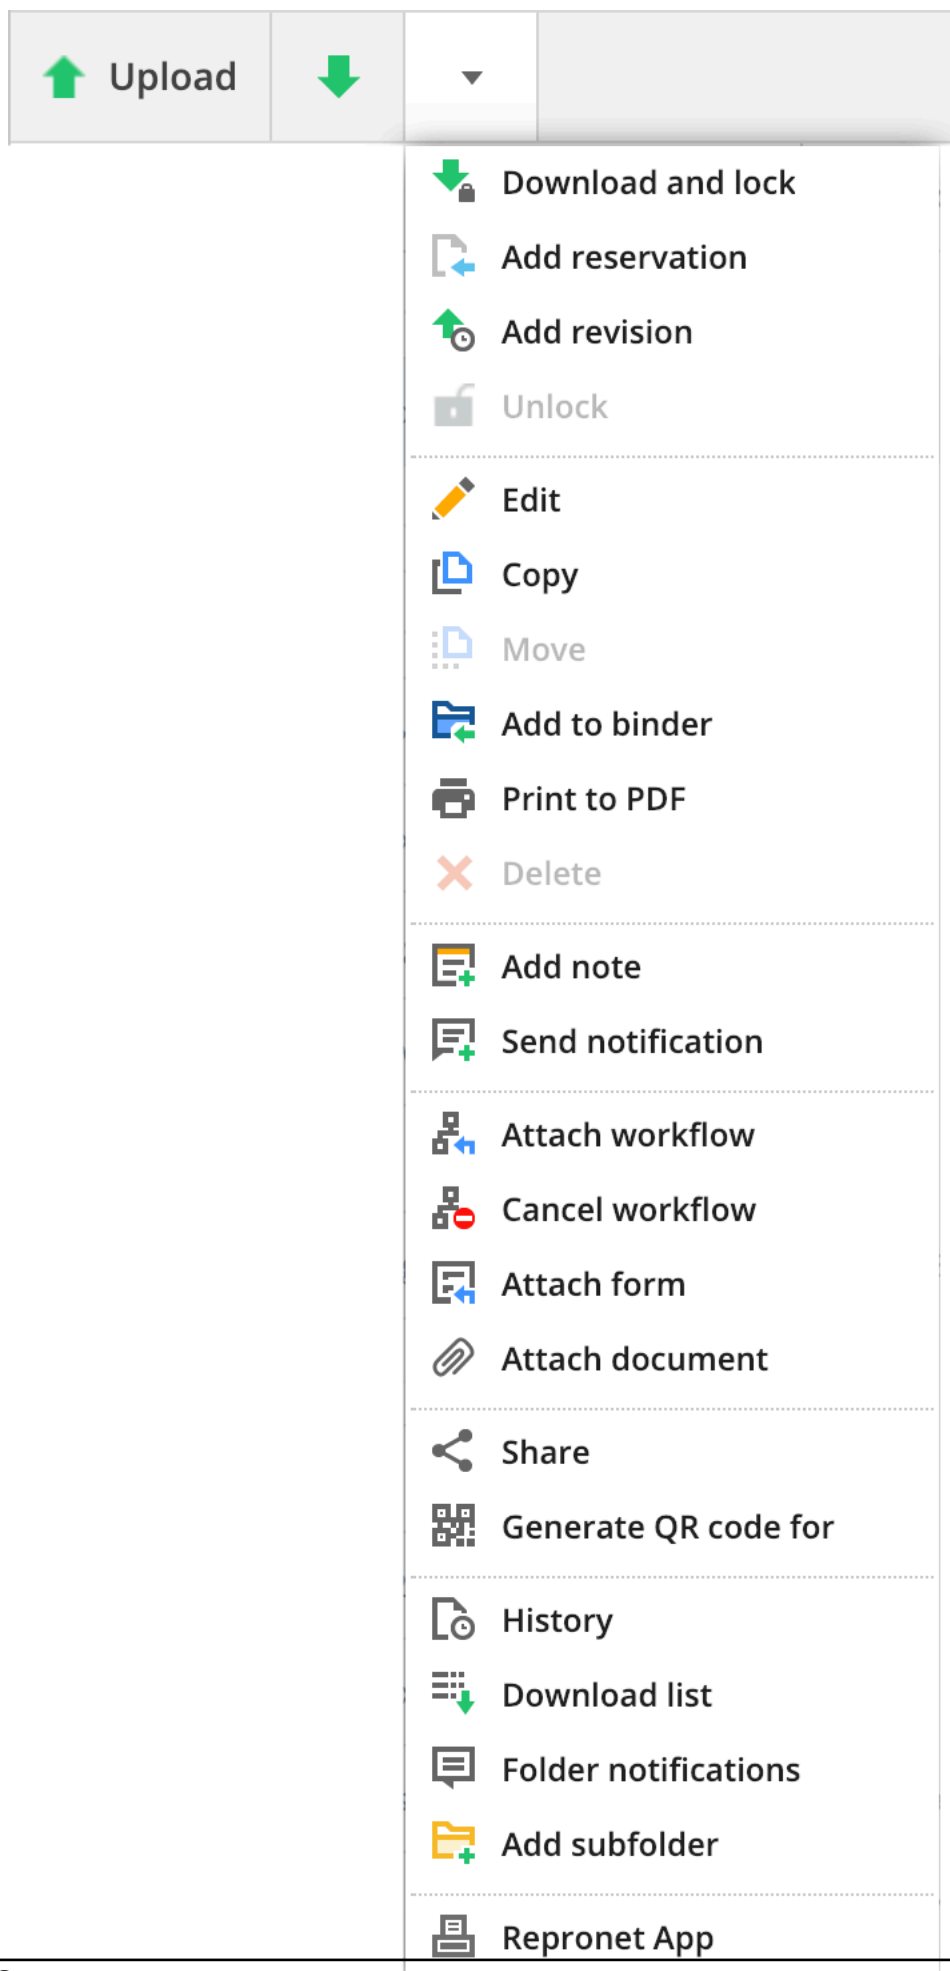 Upload
Download and lock
Add reservation
Add revision
Unlock
Edit
Copy
Move
Add to binder
Print to PDF
Delete
Add note
Send notification
Attach workflow
Cancel workflow
Attach form
Attach document
Share
Generate QR code for
History
Download list
Folder notifications
Add subfolder
Repronet App